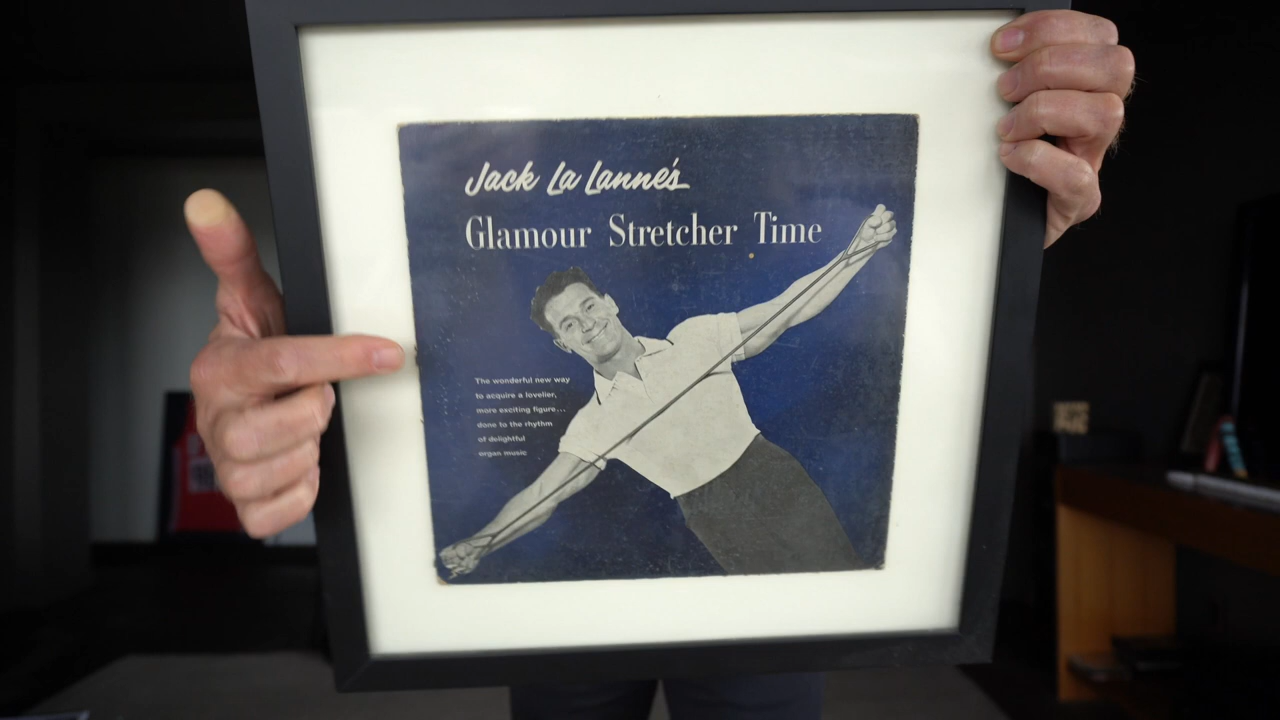 Jack La Lanne's
Glamour Stretcher Time
The wonderful new way
to acquire a lovelier,
more exciting figure...
done to the rhythm
of delightful
organ music